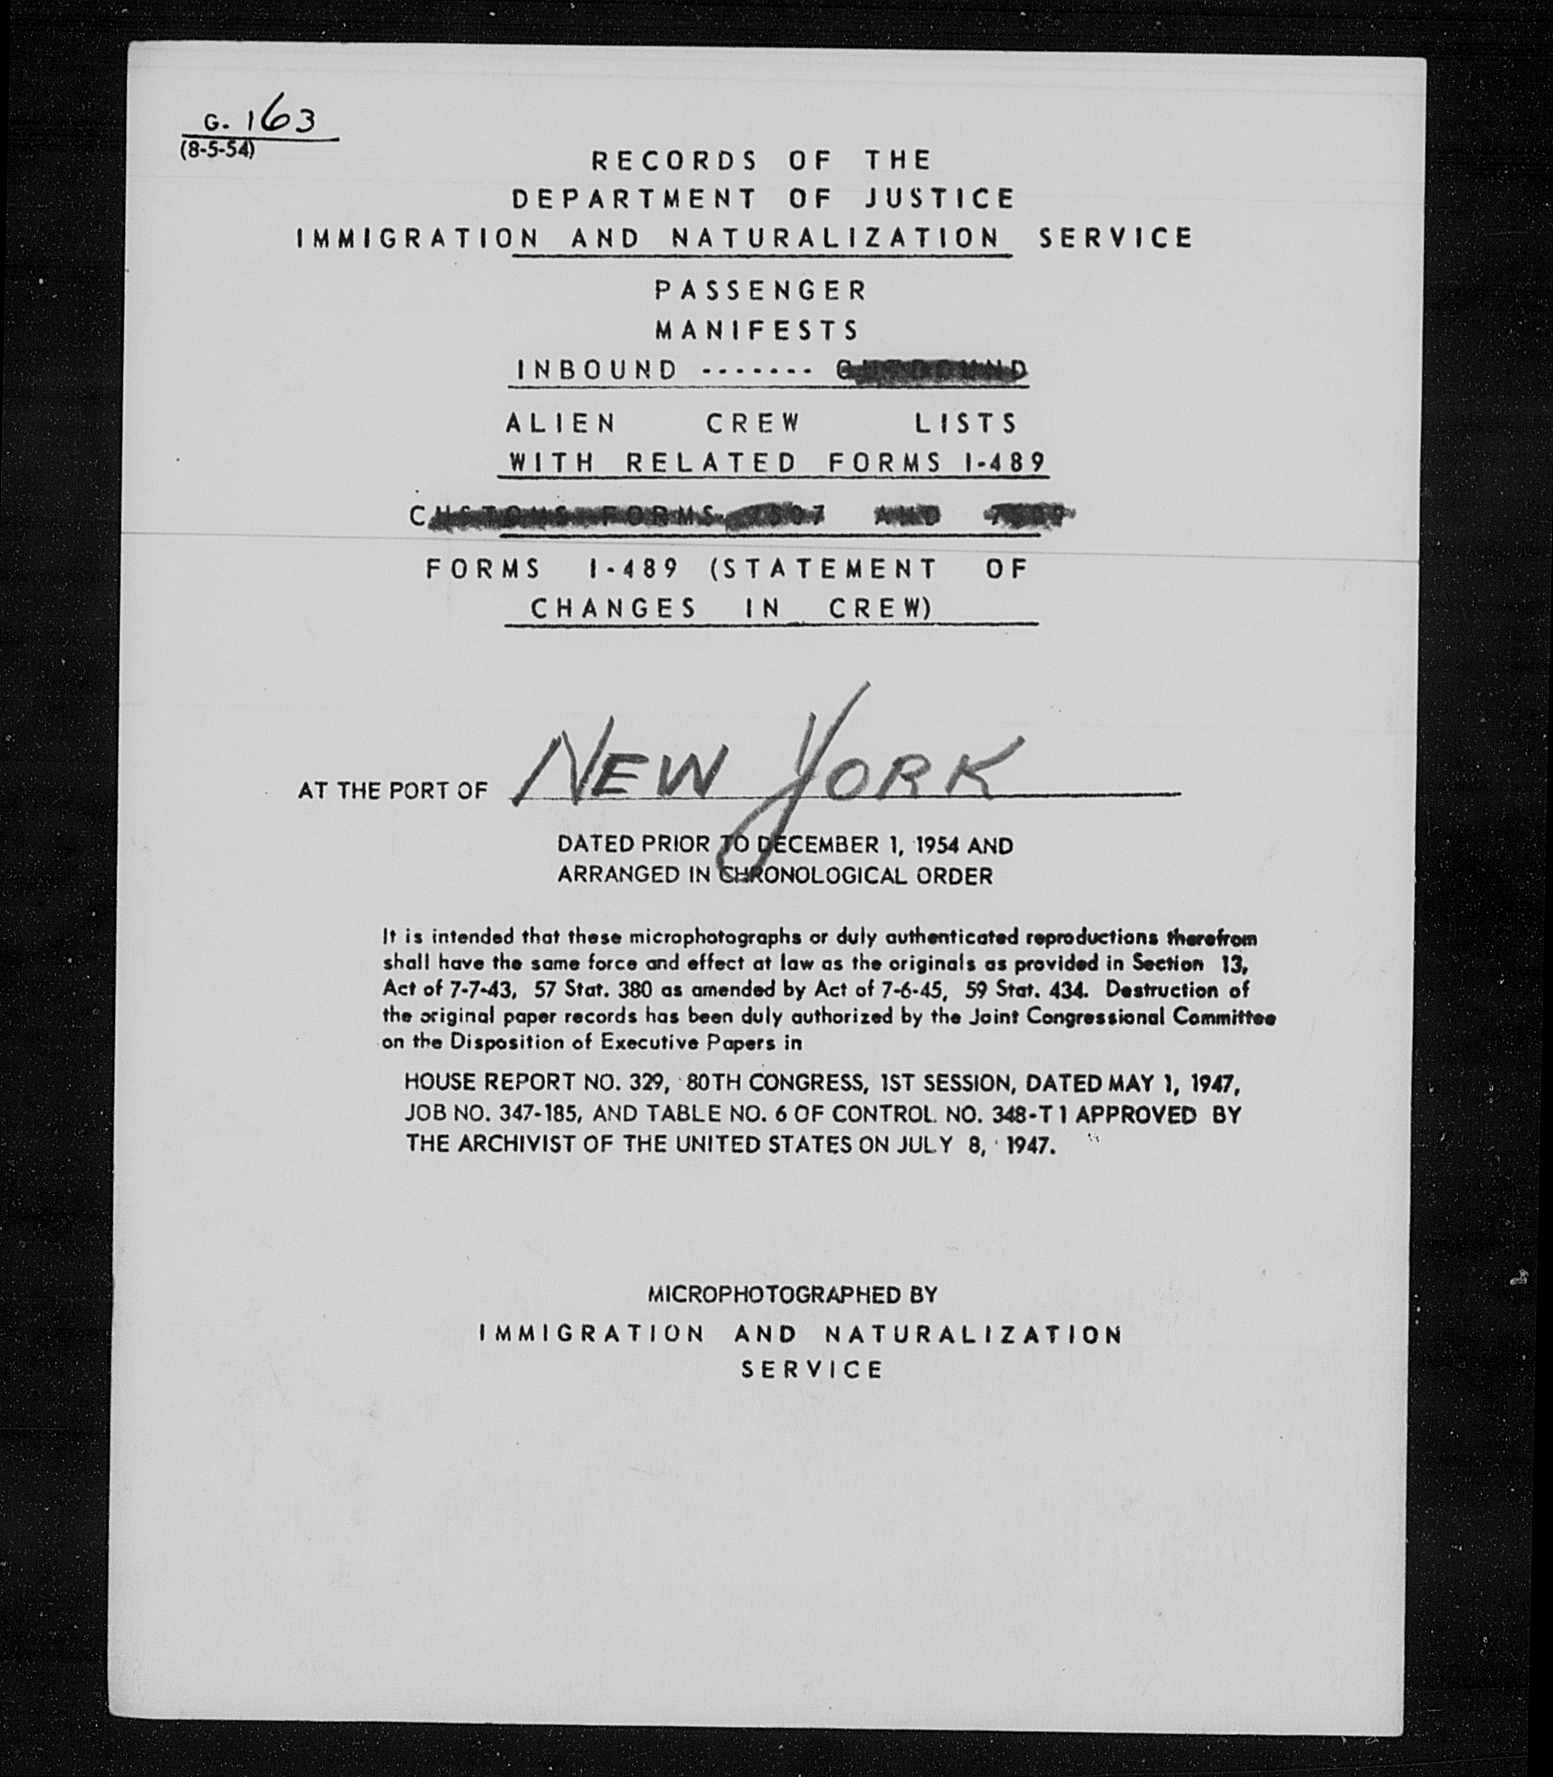 G. 163
(8-5-54)
RECORDS OF THE
DEPARTMENT OF JUSTICE
IMMIGRATION AND NATURALIZATION SERVICE
PASSENGER
MANIFESTS
INBOUND ------- OUTBOUND
ALIEN CREW LISTS
WITH RELATED FORMS I-489
CUSTOMS FORMS 7507 AND
FORMS I-489 (STATEMENT OF
CHANGES IN CREW)
AT THE PORT OF NEW YORK
DATED PRIOR TO DECEMBER 1, 1954 AND
ARRANGED IN CHRONOLOGICAL ORDER
It is intended that these microphotographs or duly authenticated reproductions therefrom
shall have the same force and effect at law as the originals as provided in Section 13,
Act of 7-7-43, 57 Stat. 380 as amended by Act of 7-6-45, 59 Stat. 434. Destruction of
the original paper records has been duly authorized by the Joint Congressional Committee
on the Disposition of Executive Papers in
HOUSE REPORT NO. 329, 80TH CONGRESS, 1ST SESSION, DATED MAY 1, 1947,
JOB NO. 347-185, AND TABLE NO. 6 OF CONTROL NO. 348-T1 APPROVED BY
THE ARCHIVIST OF THE UNITED STATES ON JULY 8, 1947.
MICROPHOTOGRAPHED BY
IMMIGRATION AND NATURALIZATION
SERVICE